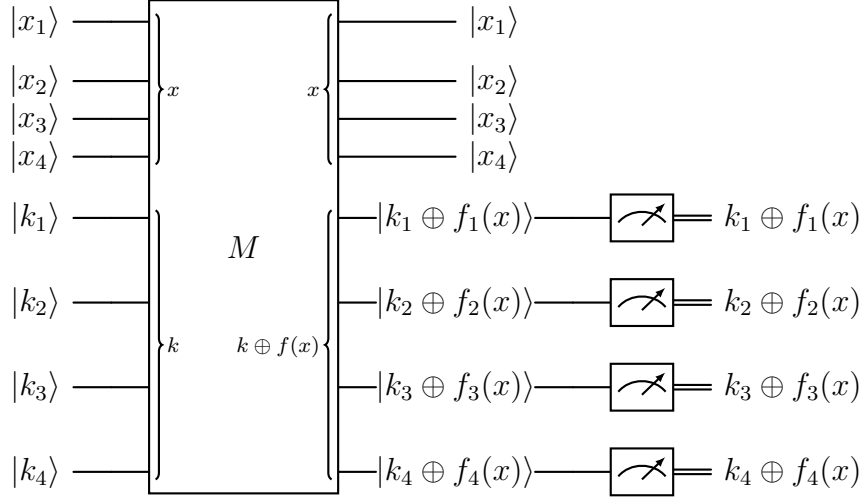 |x₁⟩ |x₁⟩
|x₂⟩ x x |x₂⟩
|x₃⟩ |x₃⟩
|x₄⟩ |x₄⟩
|k₁⟩ |k₁ ⊕ f₁(x)⟩ k₁ ⊕ f₁(x)
M
|k₂⟩ |k₂ ⊕ f₂(x)⟩ k₂ ⊕ f₂(x)
k k ⊕ f(x)
|k₃⟩ |k₃ ⊕ f₃(x)⟩ k₃ ⊕ f₃(x)
|k₄⟩ |k₄ ⊕ f₄(x)⟩ k₄ ⊕ f₄(x)